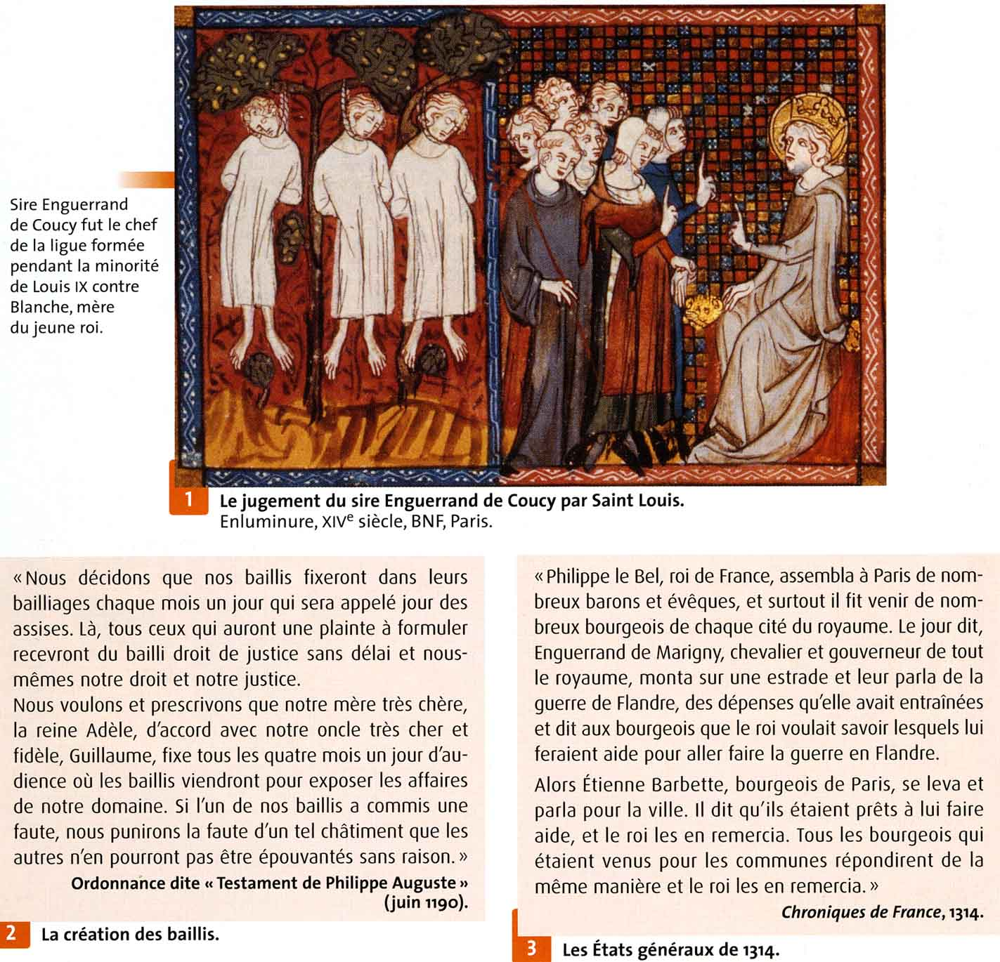 Sire Enguerrand
de Coucy fut le chef
de la ligue formée
pendant la minorité
de Louis IX contre
Blanche, mère
du jeune roi.
1 Le jugement du sire Enguerrand de Coucy par Saint Louis.
Enluminure, XIVe siècle, BNF, Paris.
« Nous décidons que nos baillis fixeront dans leurs
bailliages chaque mois un jour qui sera appelé jour des
assises. Là, tous ceux qui auront une plainte à formuler
recevront du bailli droit de justice sans délai et nous-
mêmes notre droit et notre justice.
Nous voulons et prescrivons que notre mère très chère,
la reine Adèle, d'accord avec notre oncle très cher et
fidèle, Guillaume, fixe tous les quatre mois un jour d'au-
dience où les baillis viendront pour exposer les affaires
de notre domaine. Si l'un de nos baillis a commis une
faute, nous punirons la faute d'un tel châtiment que les
autres n'en pourront pas être épouvantés sans raison. »
Ordonnance dite « Testament de Philippe Auguste »
(juin 1190).
2 La création des baillis.
« Philippe le Bel, roi de France, assembla à Paris de nom-
breux barons et évêques, et surtout il fit venir de nom-
breux bourgeois de chaque cité du royaume. Le jour dit,
Enguerrand de Marigny, chevalier et gouverneur de tout
le royaume, monta sur une estrade et leur parla de la
guerre de Flandre, des dépenses qu'elle avait entraînées
et dit aux bourgeois que le roi voulait savoir lesquels lui
feraient aide pour aller faire la guerre en Flandre.
Alors Étienne Barbette, bourgeois de Paris, se leva et
parla pour la ville. Il dit qu'ils étaient prêts à lui faire
aide, et le roi les en remercia. Tous les bourgeois qui
étaient venus pour les communes répondirent de la
même manière et le roi les en remercia. »
Chroniques de France, 1314.
3 Les États généraux de 1314.